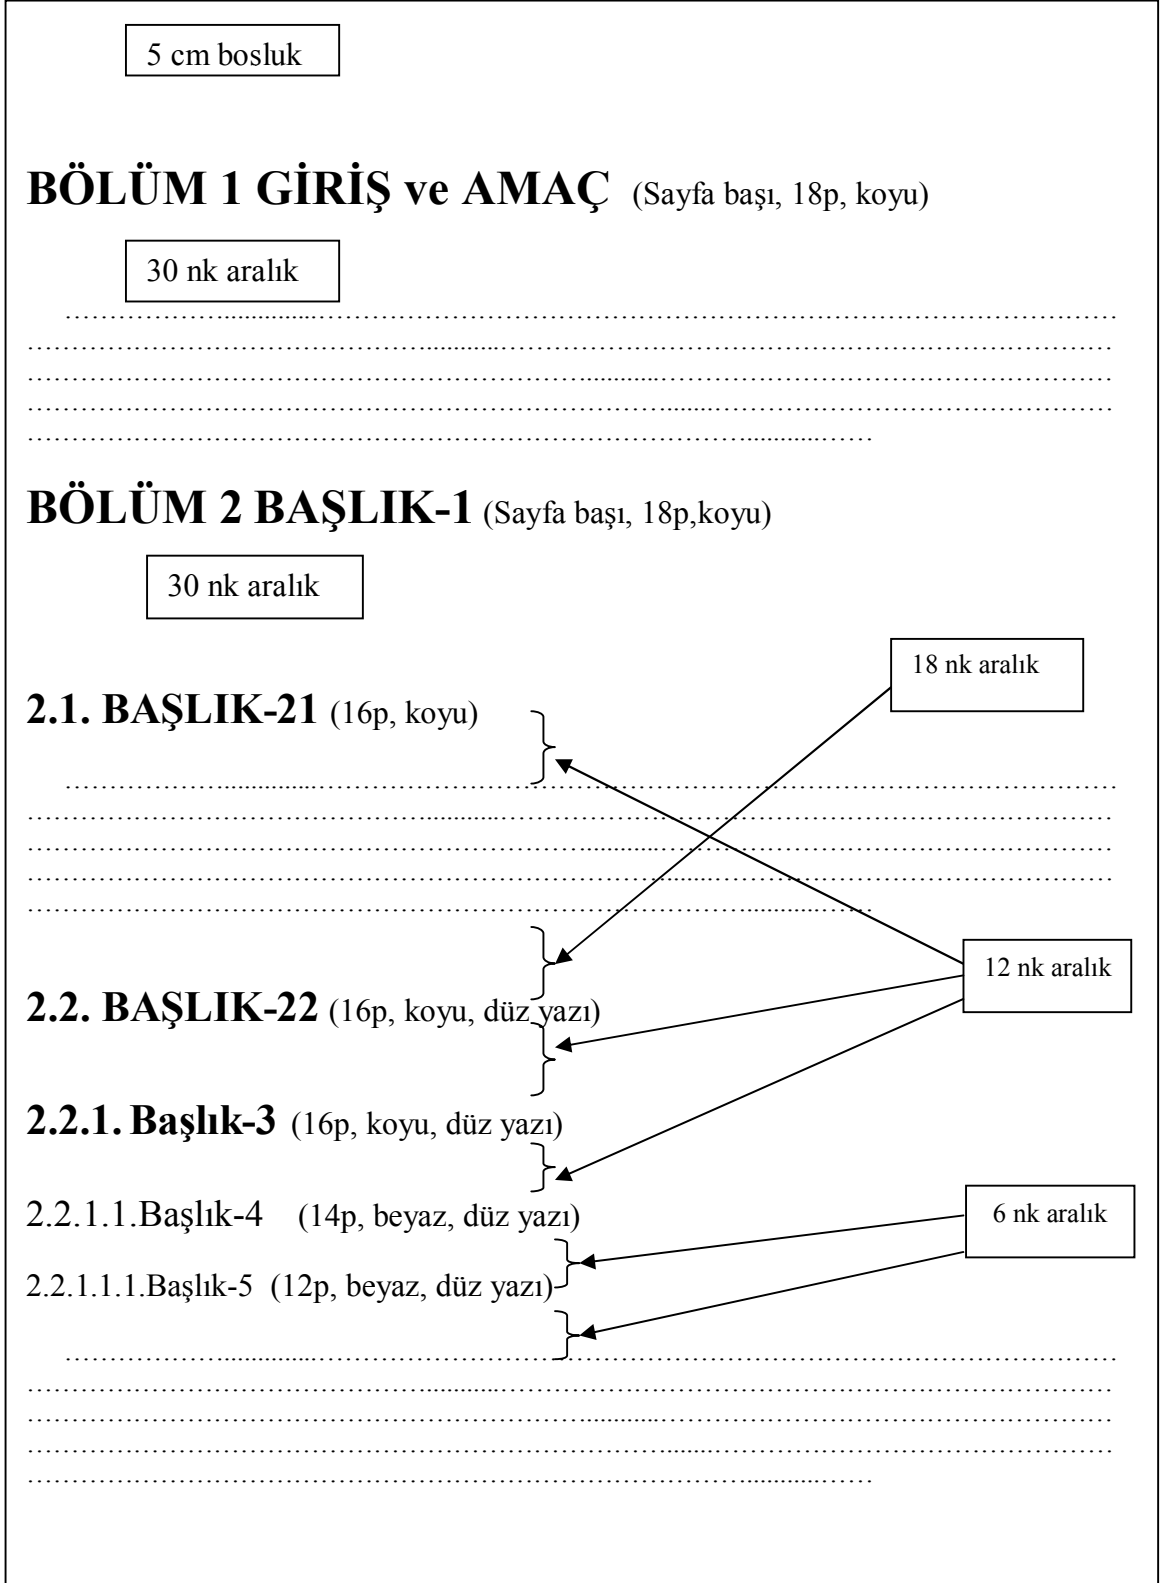 5 cm bosluk
BÖLÜM 1 GİRİŞ ve AMAÇ (Sayfa başı, 18p, koyu)
30 nk aralık
BÖLÜM 2 BAŞLIK-1 (Sayfa başı, 18p,koyu)
30 nk aralık
18 nk aralık
2.1. BAŞLIK-21 (16p, koyu)
12 nk aralık
2.2. BAŞLIK-22 (16p, koyu, düz yazı)
2.2.1. Başlık-3 (16p, koyu, düz yazı)
2.2.1.1.Başlık-4 (14p, beyaz, düz yazı)
6 nk aralık
2.2.1.1.1.Başlık-5 (12p, beyaz, düz yazı)